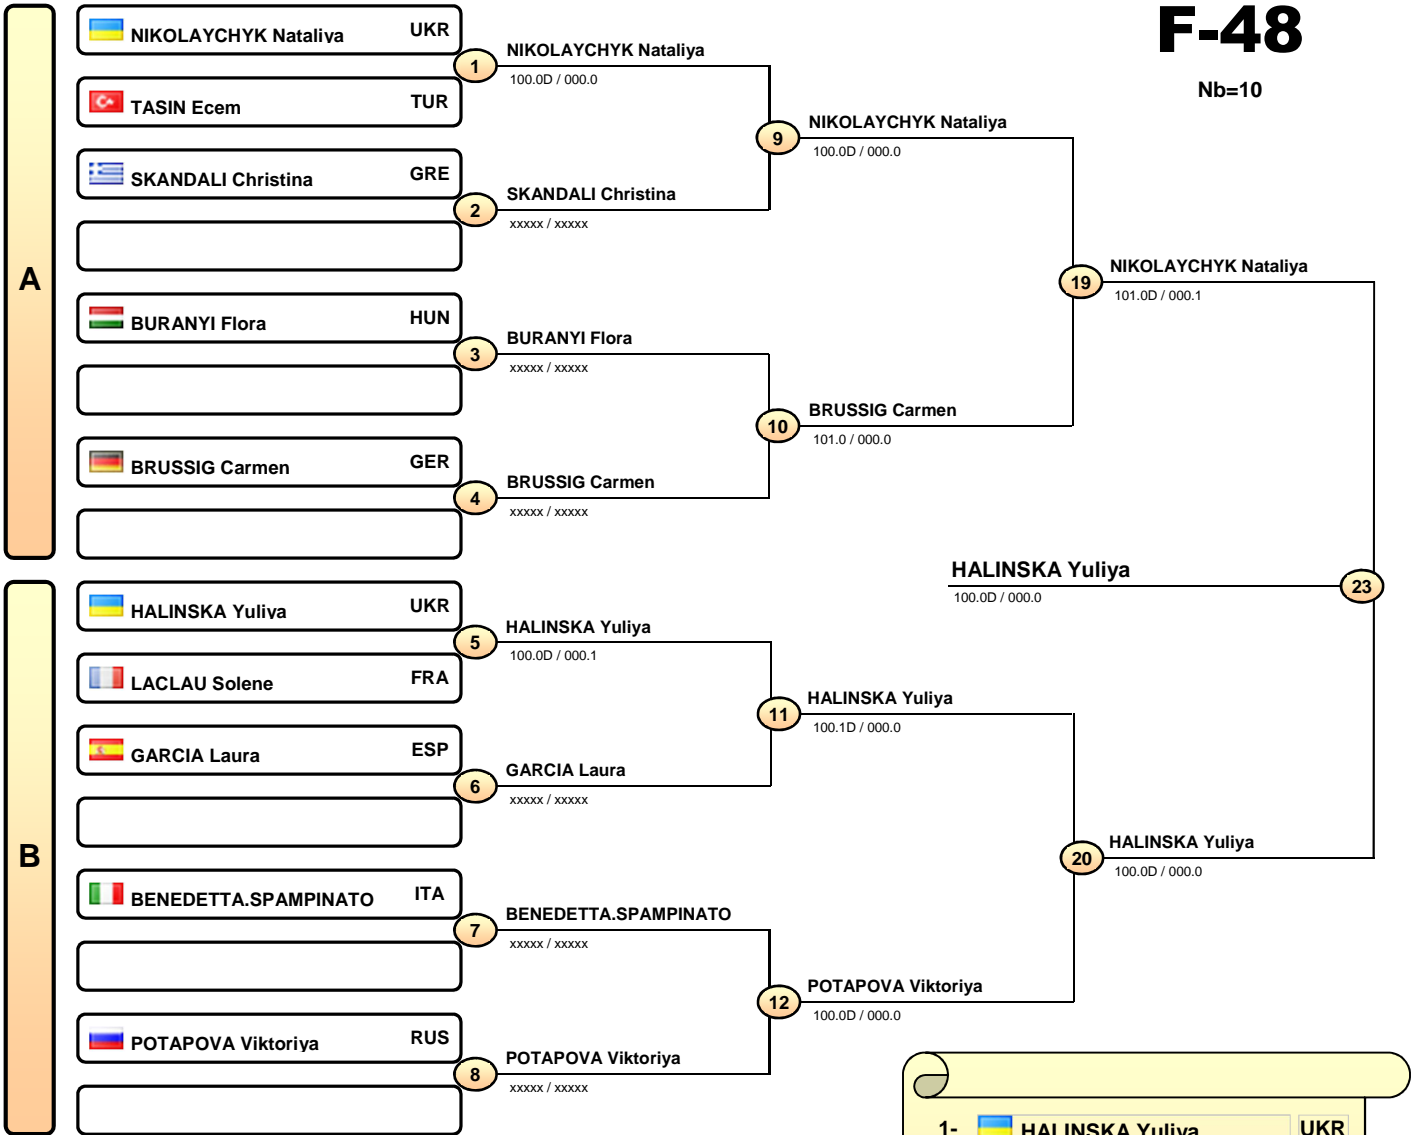 F-48
Nb=10
A
NIKOLAYCHYK Nataliya UKR
TASIN Ecem TUR
SKANDALI Christina GRE
BURANYI Flora HUN
BRUSSIG Carmen GER
B
HALINSKA Yuliya UKR
LACLAU Solene FRA
GARCIA Laura ESP
BENEDETTA.SPAMPINATO ITA
POTAPOVA Viktoriya RUS
1
NIKOLAYCHYK Nataliya
100.0D / 000.0
2
SKANDALI Christina
xxxxx / xxxxx
3
BURANYI Flora
xxxxx / xxxxx
4
BRUSSIG Carmen
xxxxx / xxxxx
5
HALINSKA Yuliya
100.0D / 000.1
6
GARCIA Laura
xxxxx / xxxxx
7
BENEDETTA.SPAMPINATO
xxxxx / xxxxx
8
POTAPOVA Viktoriya
xxxxx / xxxxx
9
NIKOLAYCHYK Nataliya
100.0D / 000.0
10
BRUSSIG Carmen
101.0 / 000.0
11
HALINSKA Yuliya
100.1D / 000.0
12
POTAPOVA Viktoriya
100.0D / 000.0
19
NIKOLAYCHYK Nataliya
101.0D / 000.1
20
HALINSKA Yuliya
100.0D / 000.0
23
HALINSKA Yuliya
100.0D / 000.0
1- HALINSKA Yuliya UKR